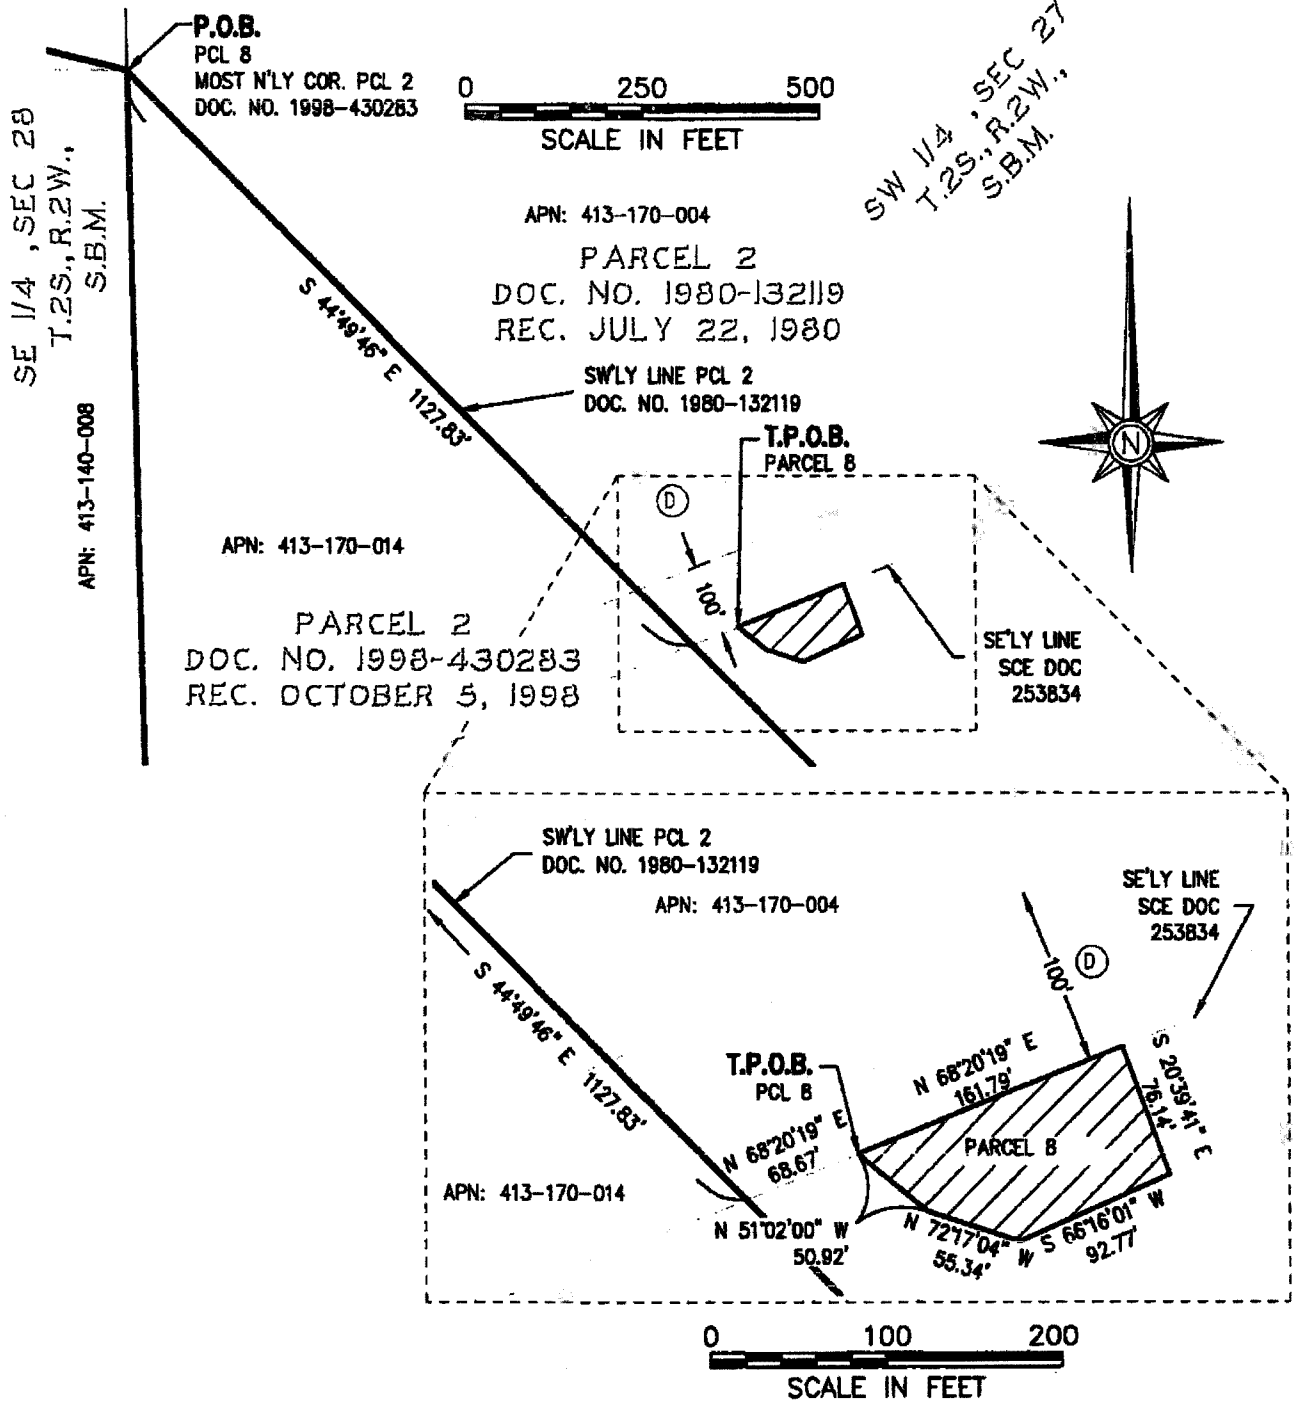 P.O.B.
PCL 8
MOST N'LY COR. PCL 2
DOC. NO. 1998-430283
0 250 500
SCALE IN FEET
SW 1/4 , SEC 27
T.2S., R.2W.,
S.B.M.
SE 1/4 , SEC 28
T.2S., R.2W.,
S.B.M.
APN: 413-170-004
PARCEL 2
DOC. NO. 1980-132119
REC. JULY 22, 1980
S 44°49'46" E 1127.83'
SW'LY LINE PCL 2
DOC. NO. 1980-132119
APN: 413-140-008
T.P.O.B.
PARCEL 8
N
D
APN: 413-170-014
100'
PARCEL 2
DOC. NO. 1998-430283
REC. OCTOBER 5, 1998
SE'LY LINE
SCE DOC
253834
SW'LY LINE PCL 2
DOC. NO. 1980-132119
APN: 413-170-004
SE'LY LINE
SCE DOC
253834
100'
D
S 44°49'46" E 1127.83'
T.P.O.B.
PCL 8
N 68°20'19" E
161.79'
S 20°39'41" E
76.14'
N 68°20'19" E
68.67'
PARCEL 8
APN: 413-170-014
N 51°02'00" W
50.92'
N 72°17'04" W
55.34'
S 66°16'01" W
92.77'
0 100 200
SCALE IN FEET